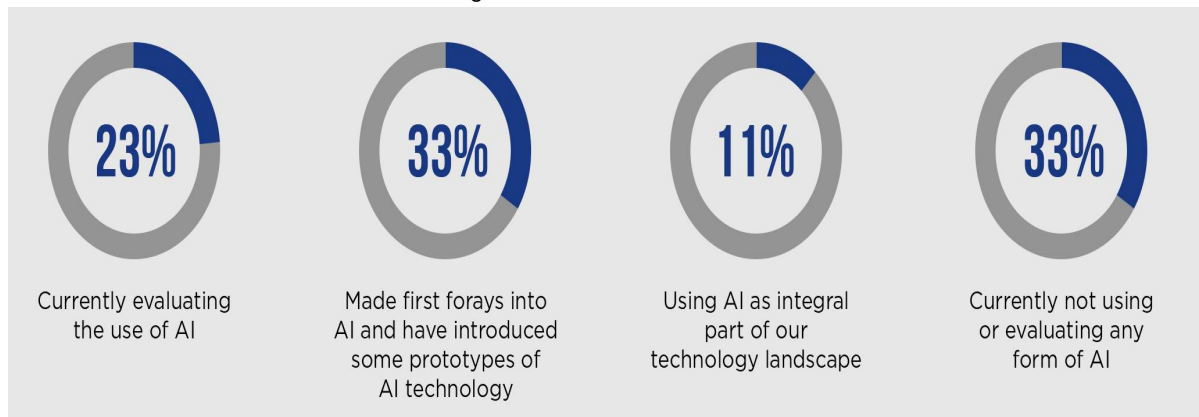 23%
Currently evaluating
the use of AI
33%
Made first forays into
AI and have introduced
some prototypes of
AI technology
11%
Using AI as integral
part of our
technology landscape
33%
Currently not using
or evaluating any
form of AI